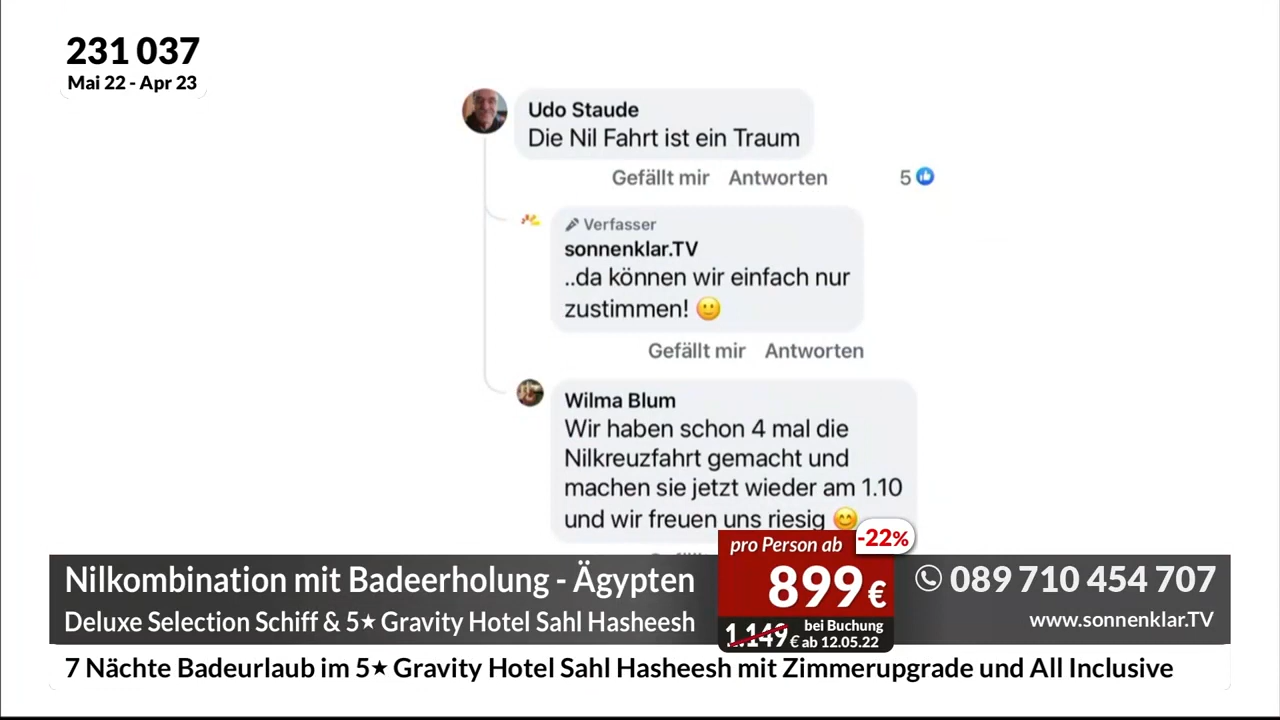 231 037
Mai 22 - Apr 23
Udo Staude
Die Nil Fahrt ist ein Traum
Gefällt mir Antworten 5
Verfasser
sonnenklar.TV
..da können wir einfach nur
zustimmen! 🙂
Gefällt mir Antworten
Wilma Blum
Wir haben schon 4 mal die
Nilkreuzfahrt gemacht und
machen sie jetzt wieder am 1.10
und wir freuen uns riesig 😊
Nilkombination mit Badeerholung - Ägypten
Deluxe Selection Schiff & 5★ Gravity Hotel Sahl Hasheesh
pro Person ab
-22%
899€
1.149€ bei Buchung
ab 12.05.22
089 710 454 707
www.sonnenklar.TV
7 Nächte Badeurlaub im 5★ Gravity Hotel Sahl Hasheesh mit Zimmerupgrade und All Inclusive